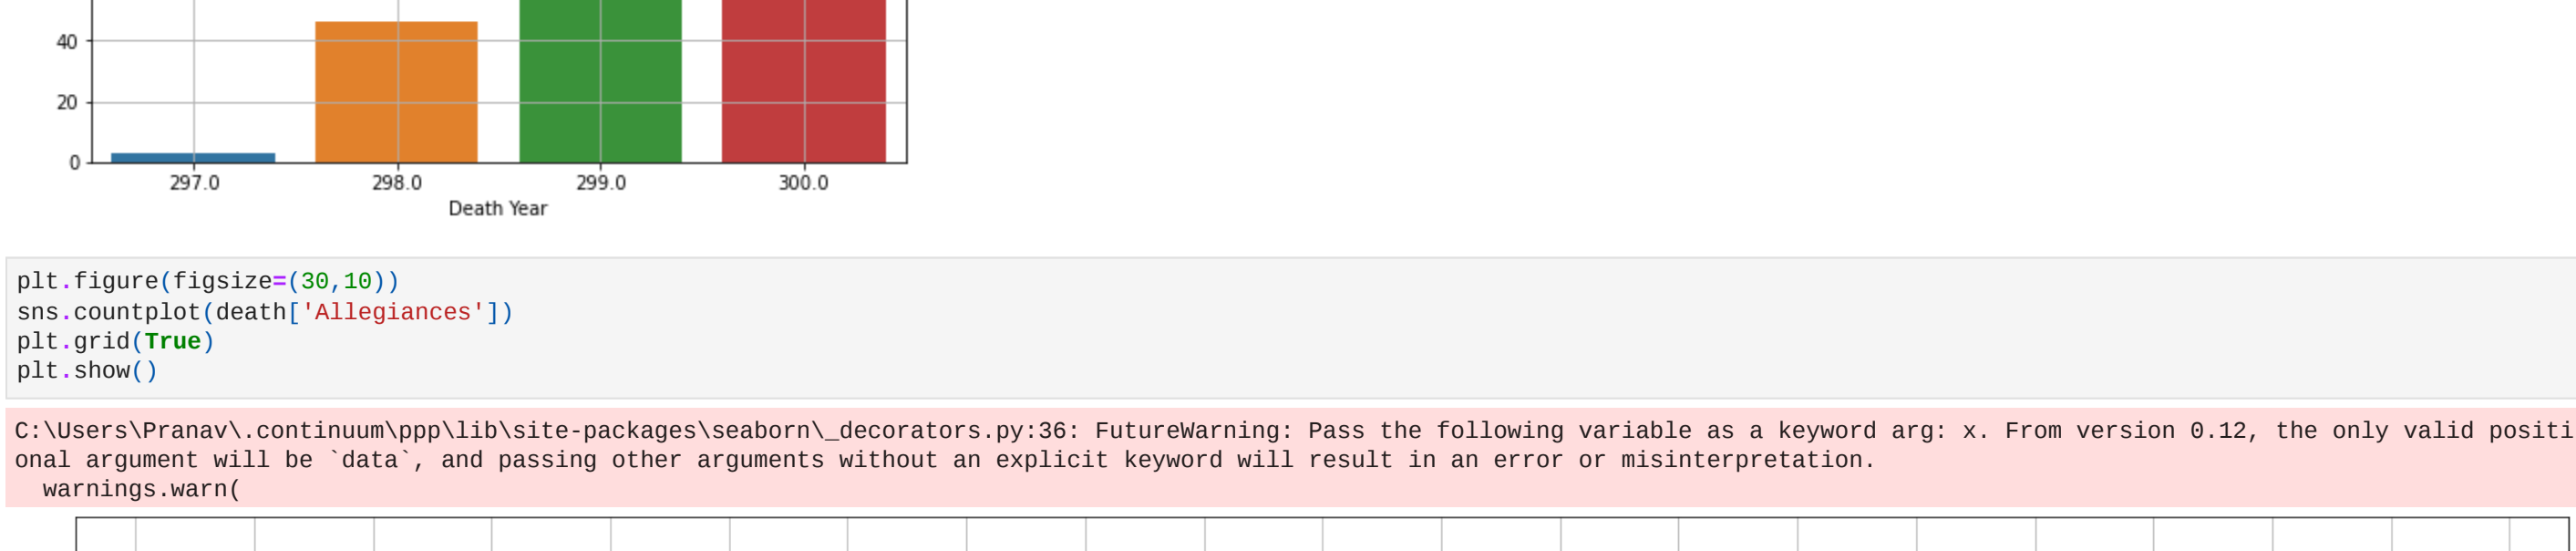 40
20
0
297.0 298.0 299.0 300.0
Death Year
plt.figure(figsize=(30,10))
sns.countplot(death['Allegiances'])
plt.grid(True)
plt.show()
C:\Users\Pranav\.continuum\ppp\lib\site-packages\seaborn\_decorators.py:36: FutureWarning: Pass the following variable as a keyword arg: x. From version 0.12, the only valid positi
onal argument will be `data`, and passing other arguments without an explicit keyword will result in an error or misinterpretation.
  warnings.warn(